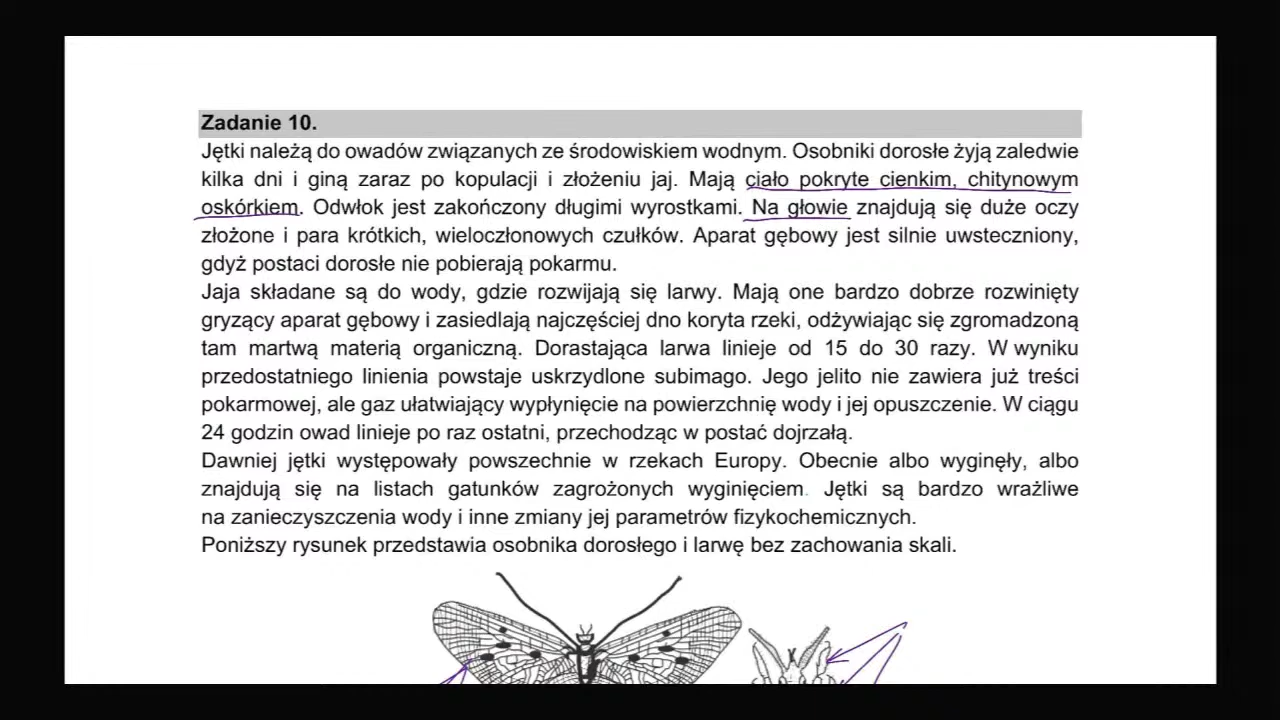 Zadanie 10.
Jętki należą do owadów związanych ze środowiskiem wodnym. Osobniki dorosłe żyją zaledwie
kilka dni i giną zaraz po kopulacji i złożeniu jaj. Mają ciało pokryte cienkim, chitynowym
oskórkiem. Odwłok jest zakończony długimi wyrostkami. Na głowie znajdują się duże oczy
złożone i para krótkich, wieloczłonowych czułków. Aparat gębowy jest silnie uwsteczniony,
gdyż postaci dorosłe nie pobierają pokarmu.
Jaja składane są do wody, gdzie rozwijają się larwy. Mają one bardzo dobrze rozwinięty
gryzący aparat gębowy i zasiedlają najczęściej dno koryta rzeki, odżywiając się zgromadzoną
tam martwą materią organiczną. Dorastająca larwa linieje od 15 do 30 razy. W wyniku
przedostatniego linienia powstaje uskrzydlone subimago. Jego jelito nie zawiera już treści
pokarmowej, ale gaz ułatwiający wypłynięcie na powierzchnię wody i jej opuszczenie. W ciągu
24 godzin owad linieje po raz ostatni, przechodząc w postać dojrzałą.
Dawniej jętki występowały powszechnie w rzekach Europy. Obecnie albo wyginęły, albo
znajdują się na listach gatunków zagrożonych wyginięciem. Jętki są bardzo wrażliwe
na zanieczyszczenia wody i inne zmiany jej parametrów fizykochemicznych.
Poniższy rysunek przedstawia osobnika dorosłego i larwę bez zachowania skali.